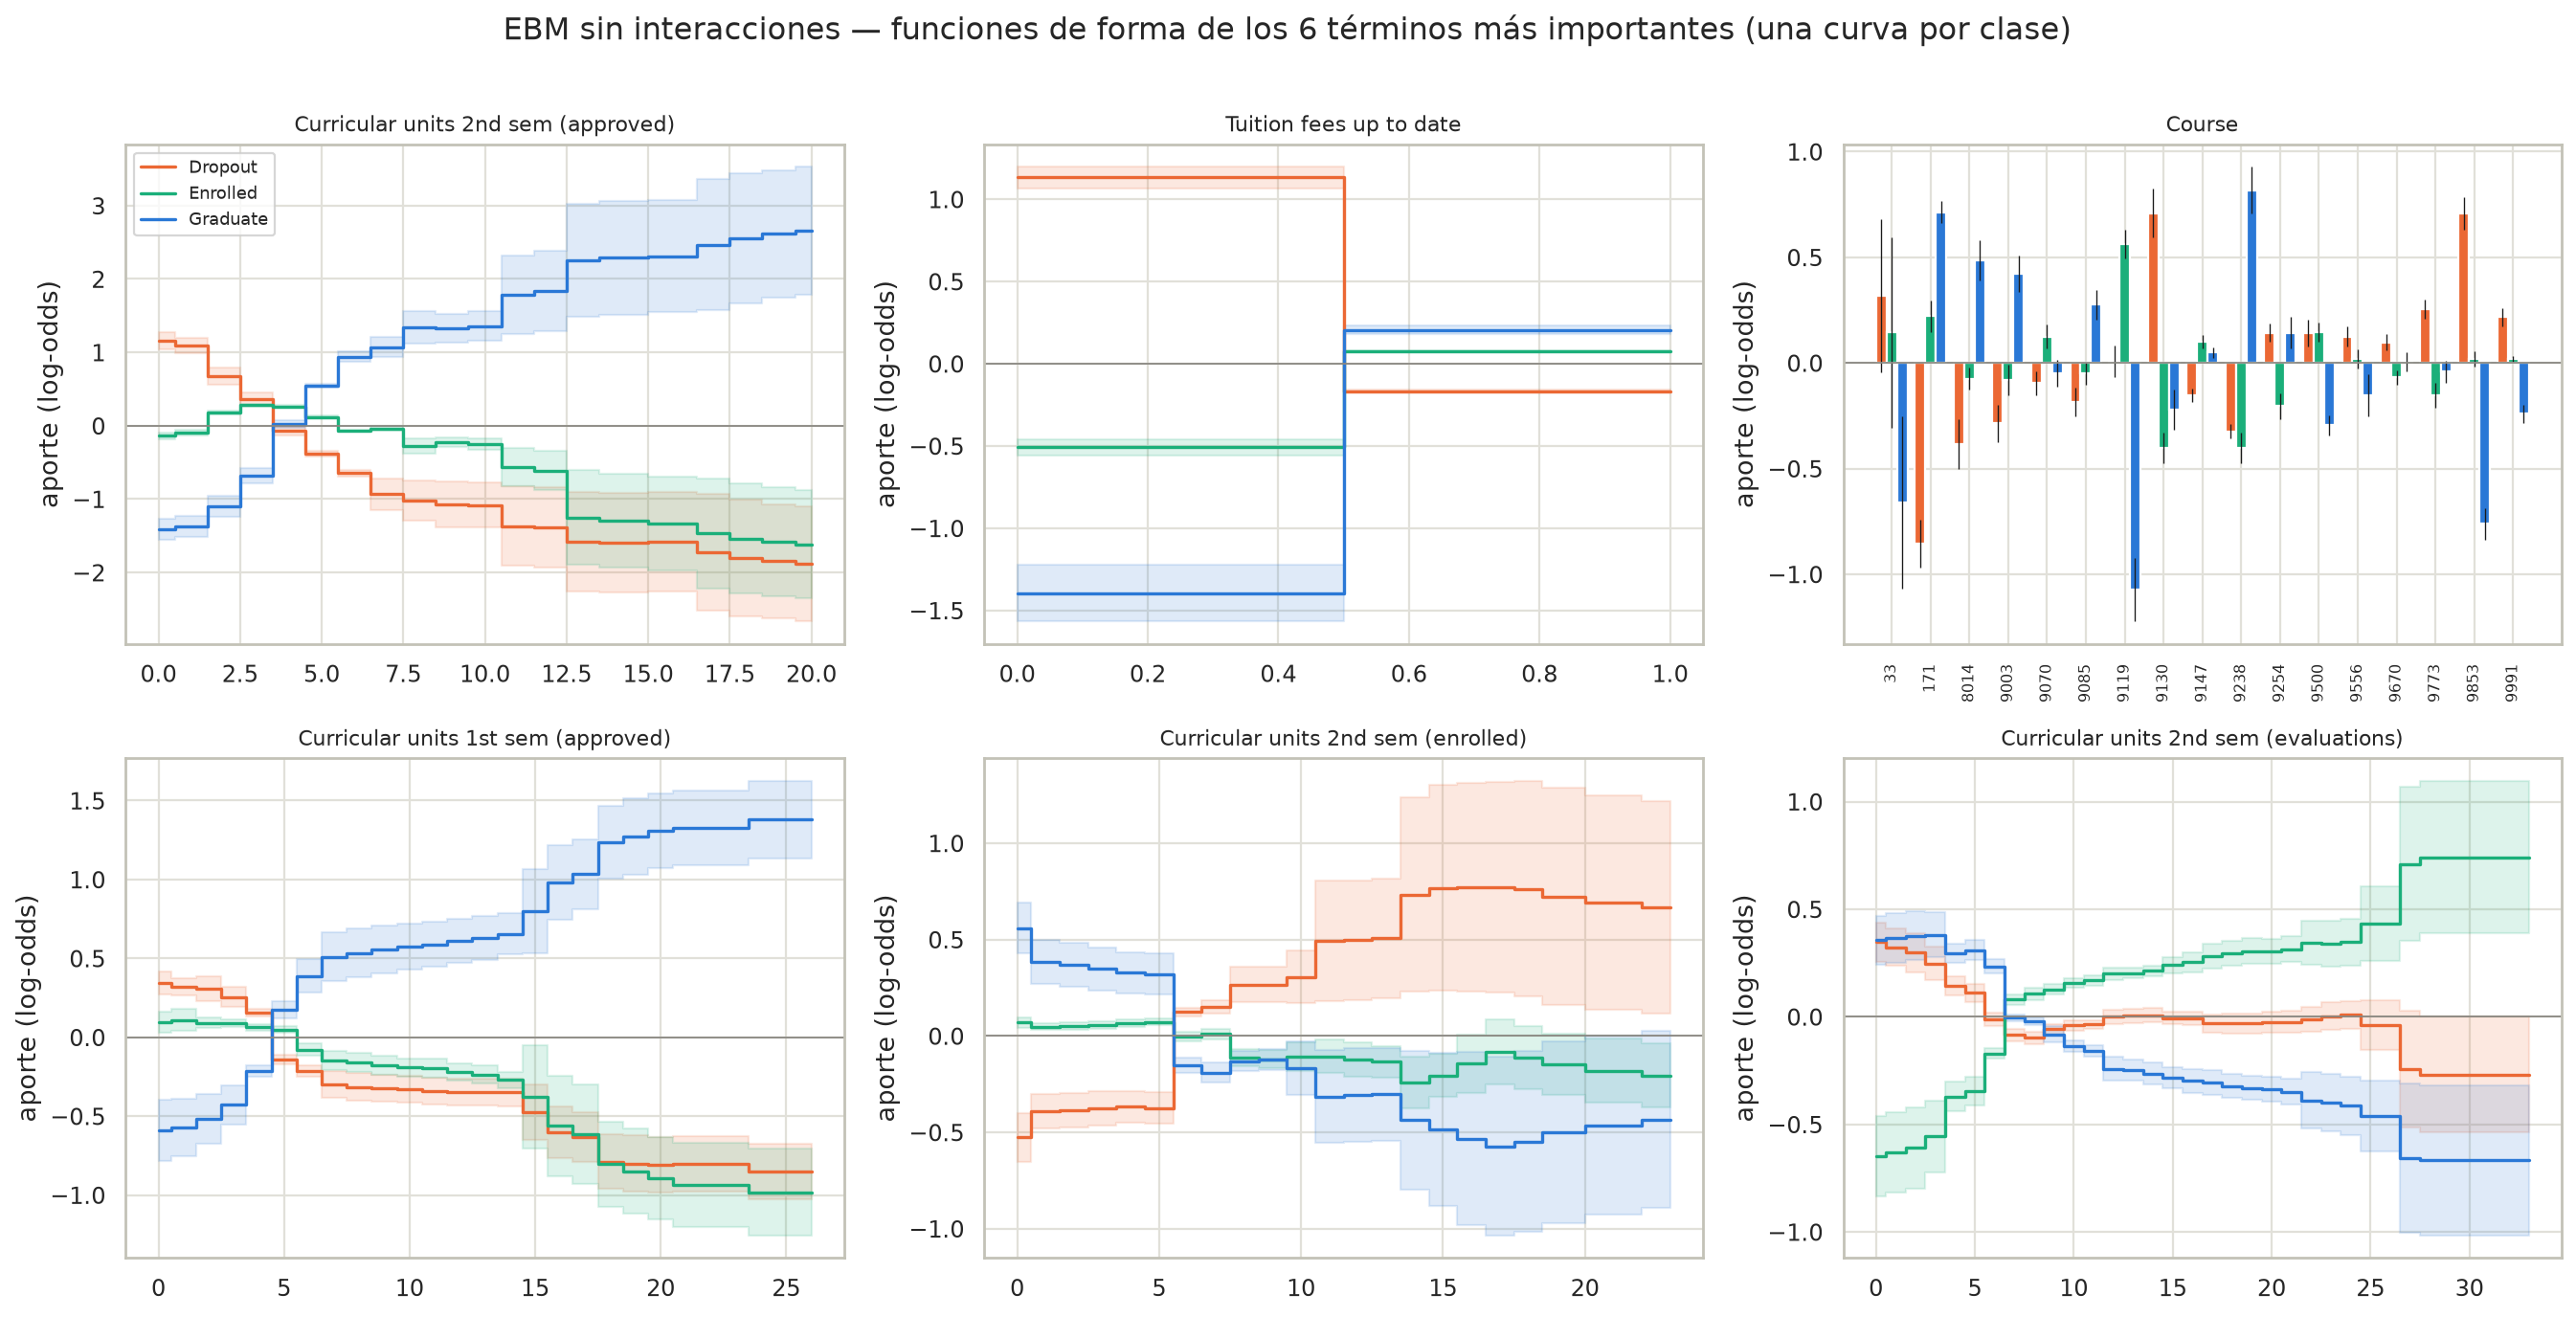 EBM sin interacciones — funciones de forma de los 6 términos más importantes (una curva por clase)
Curricular units 2nd sem (approved)
Dropout
Enrolled
Graduate
aporte (log-odds)
3
2
1
0
−1
−2
0.0 2.5 5.0 7.5 10.0 12.5 15.0 17.5 20.0
Tuition fees up to date
aporte (log-odds)
1.0
0.5
0.0
−0.5
−1.0
−1.5
0.0 0.2 0.4 0.6 0.8 1.0
Course
aporte (log-odds)
1.0
0.5
0.0
−0.5
−1.0
33 171 8014 9003 9070 9085 9119 9130 9147 9238 9254 9500 9556 9670 9773 9853 9991
Curricular units 1st sem (approved)
aporte (log-odds)
1.5
1.0
0.5
0.0
−0.5
−1.0
0 5 10 15 20 25
Curricular units 2nd sem (enrolled)
aporte (log-odds)
1.0
0.5
0.0
−0.5
−1.0
0 5 10 15 20
Curricular units 2nd sem (evaluations)
aporte (log-odds)
1.0
0.5
0.0
−0.5
−1.0
0 5 10 15 20 25 30